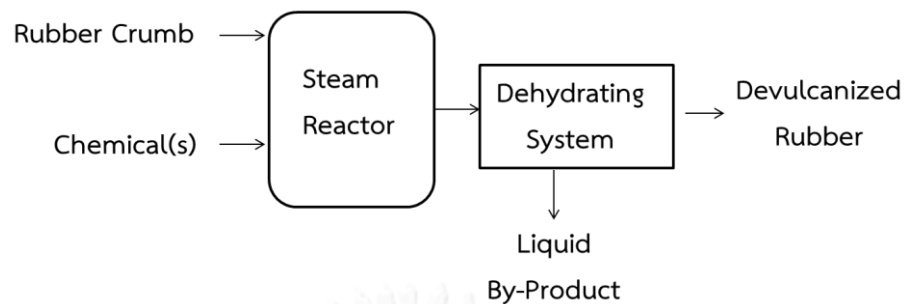 Rubber Crumb
Chemical(s)
Steam
Reactor
Dehydrating
System
Devulcanized
Rubber
Liquid
By-Product